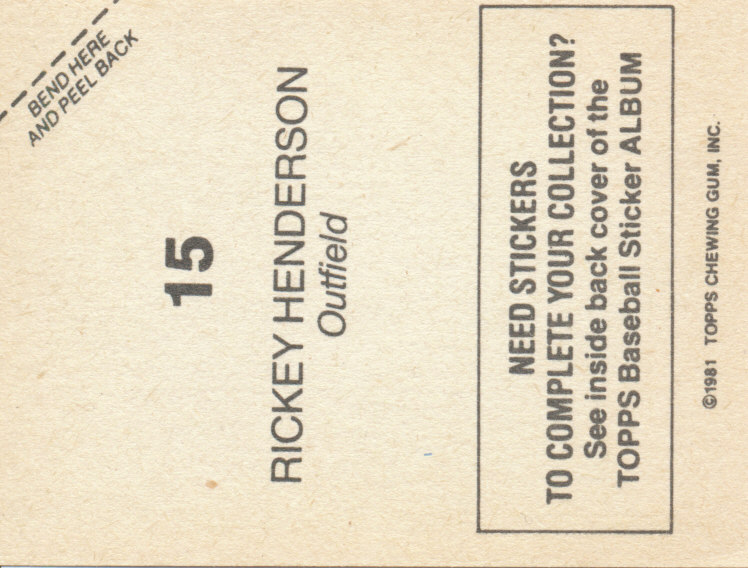 BEND HERE
AND PEEL BACK
15
RICKEY HENDERSON
Outfield
NEED STICKERS
TO COMPLETE YOUR COLLECTION?
See inside back cover of the
TOPPS Baseball Sticker ALBUM
©1981 TOPPS CHEWING GUM, INC.